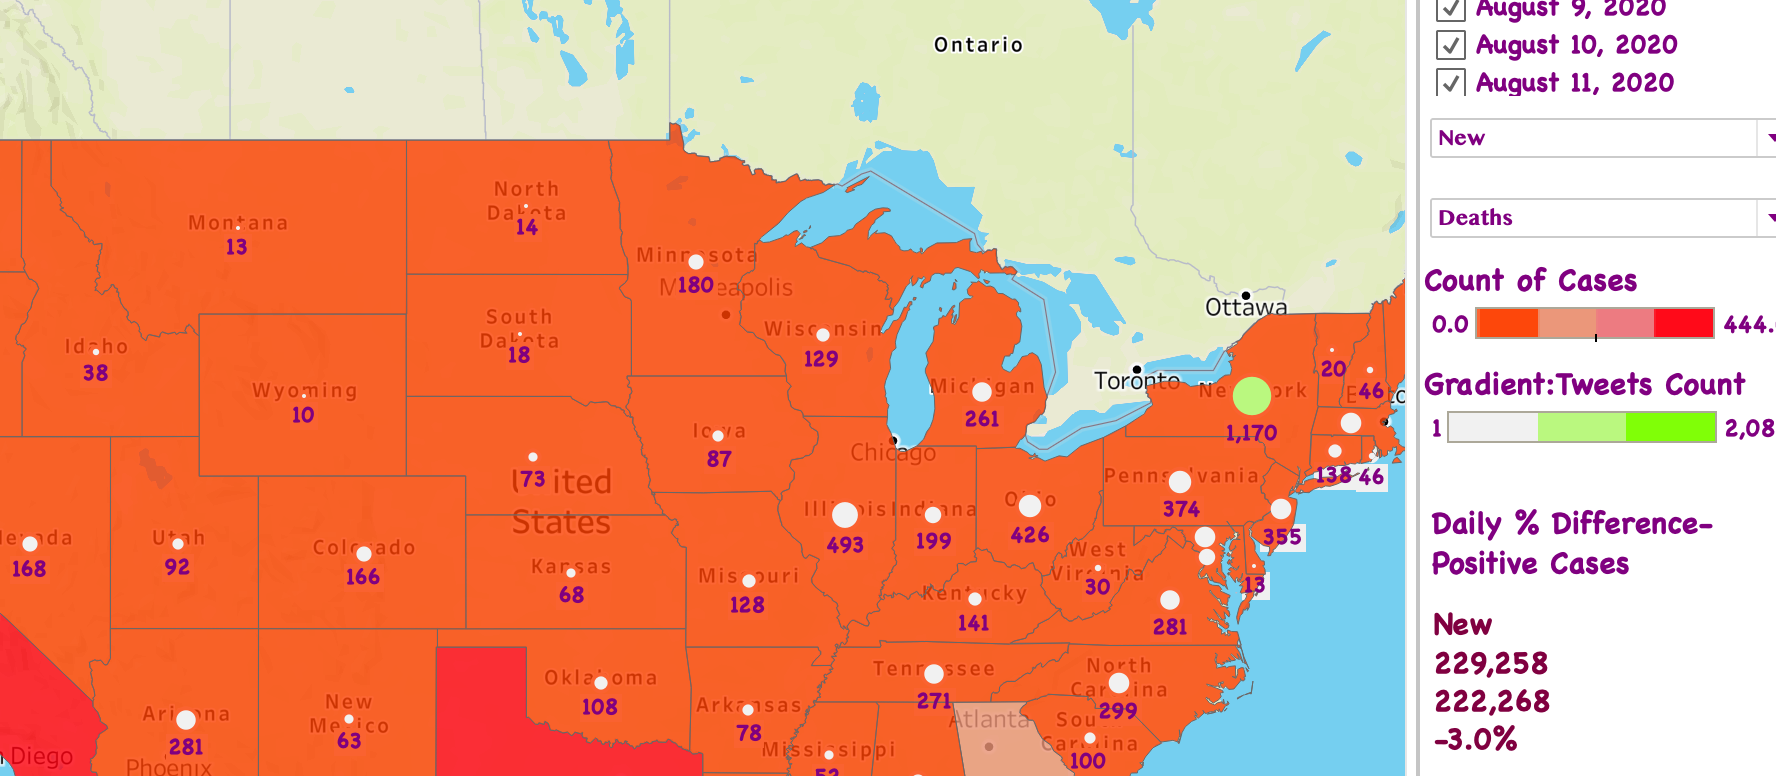 August 9, 2020
August 10, 2020
August 11, 2020
New
Deaths
Count of Cases
0.0 444.
Gradient:Tweets Count
1 2,08
Daily % Difference-
Positive Cases
New
229,258
222,268
-3.0%
Ontario
Ottawa
Toronto
Montana
13
North
Dakota
14
Minnesota
180
Minneapolis
South
Dakota
18
Wisconsin
129
Idaho
38
Wyoming
10
Michigan
261
New York
1,170
20
46
Iowa
87
Chicago
73
United
States
Pennsylvania
374
138
46
Illinois
493
Indiana
199
Ohio
426
355
Nevada
168
Utah
92
Colorado
166
Kansas
68
Missouri
128
West
Virginia
30
13
Kentucky
141
281
Oklahoma
108
Tennessee
271
North
Carolina
299
Arizona
281
New
Mexico
63
Arkansas
78
Atlanta
South
Carolina
100
Mississippi
52
n Diego
Phoenix